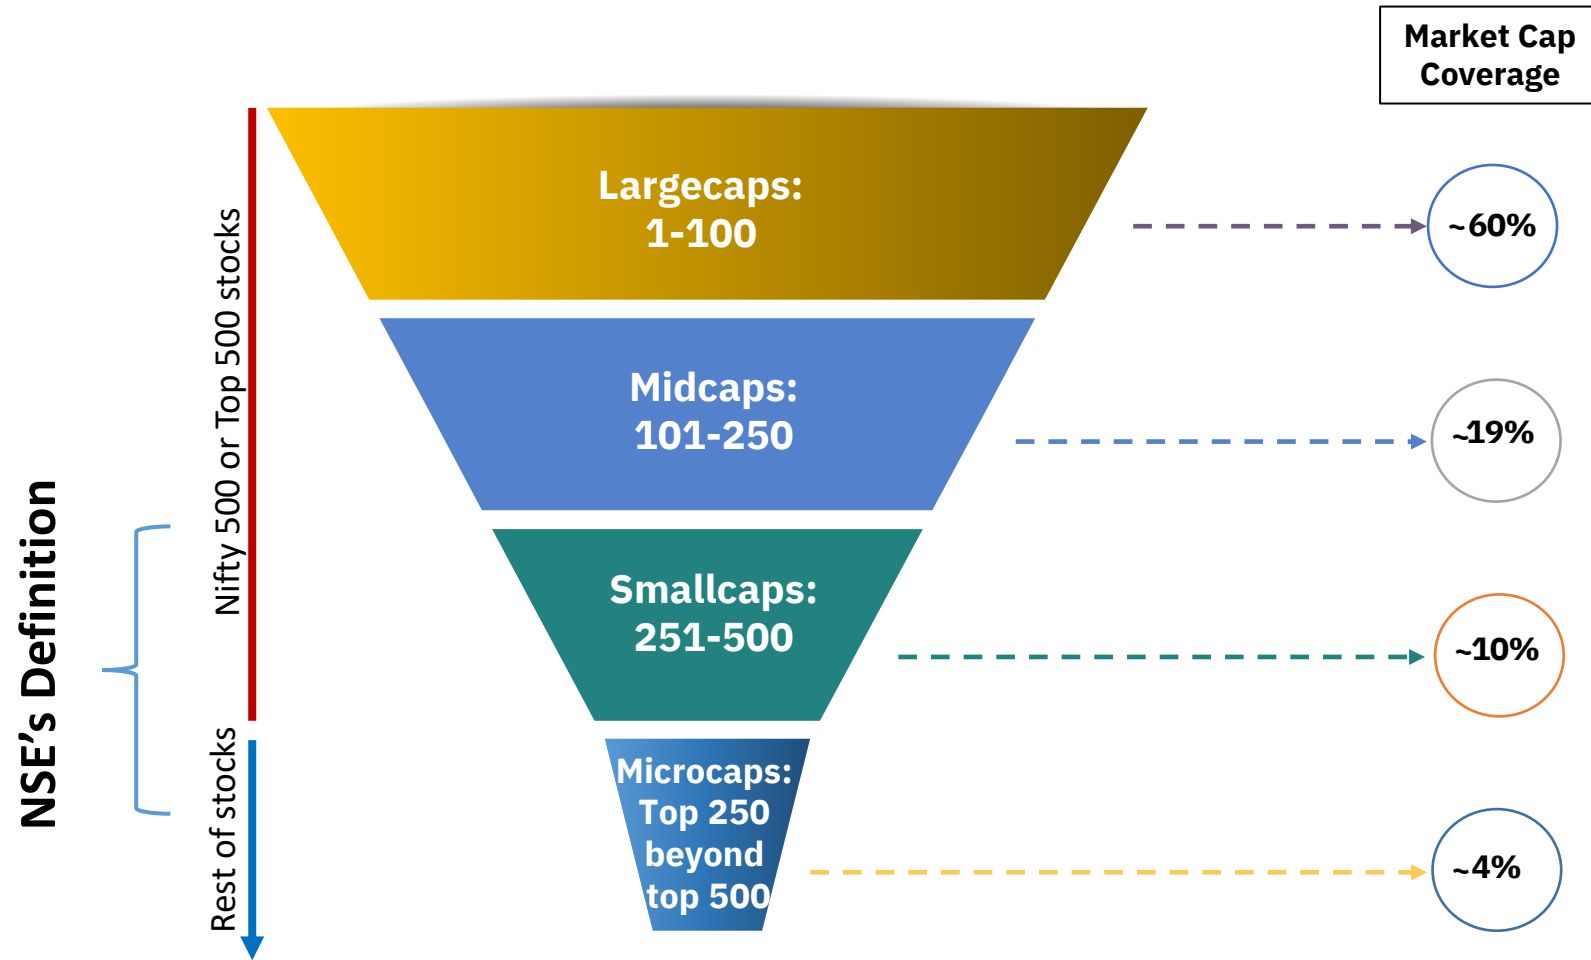 Market Cap
Coverage
Largecaps:
1-100
~60%
Midcaps:
101-250
~19%
Smallcaps:
251-500
~10%
Microcaps:
Top 250
beyond
top 500
~4%
Nifty 500 or Top 500 stocks
Rest of stocks
NSE’s Definition